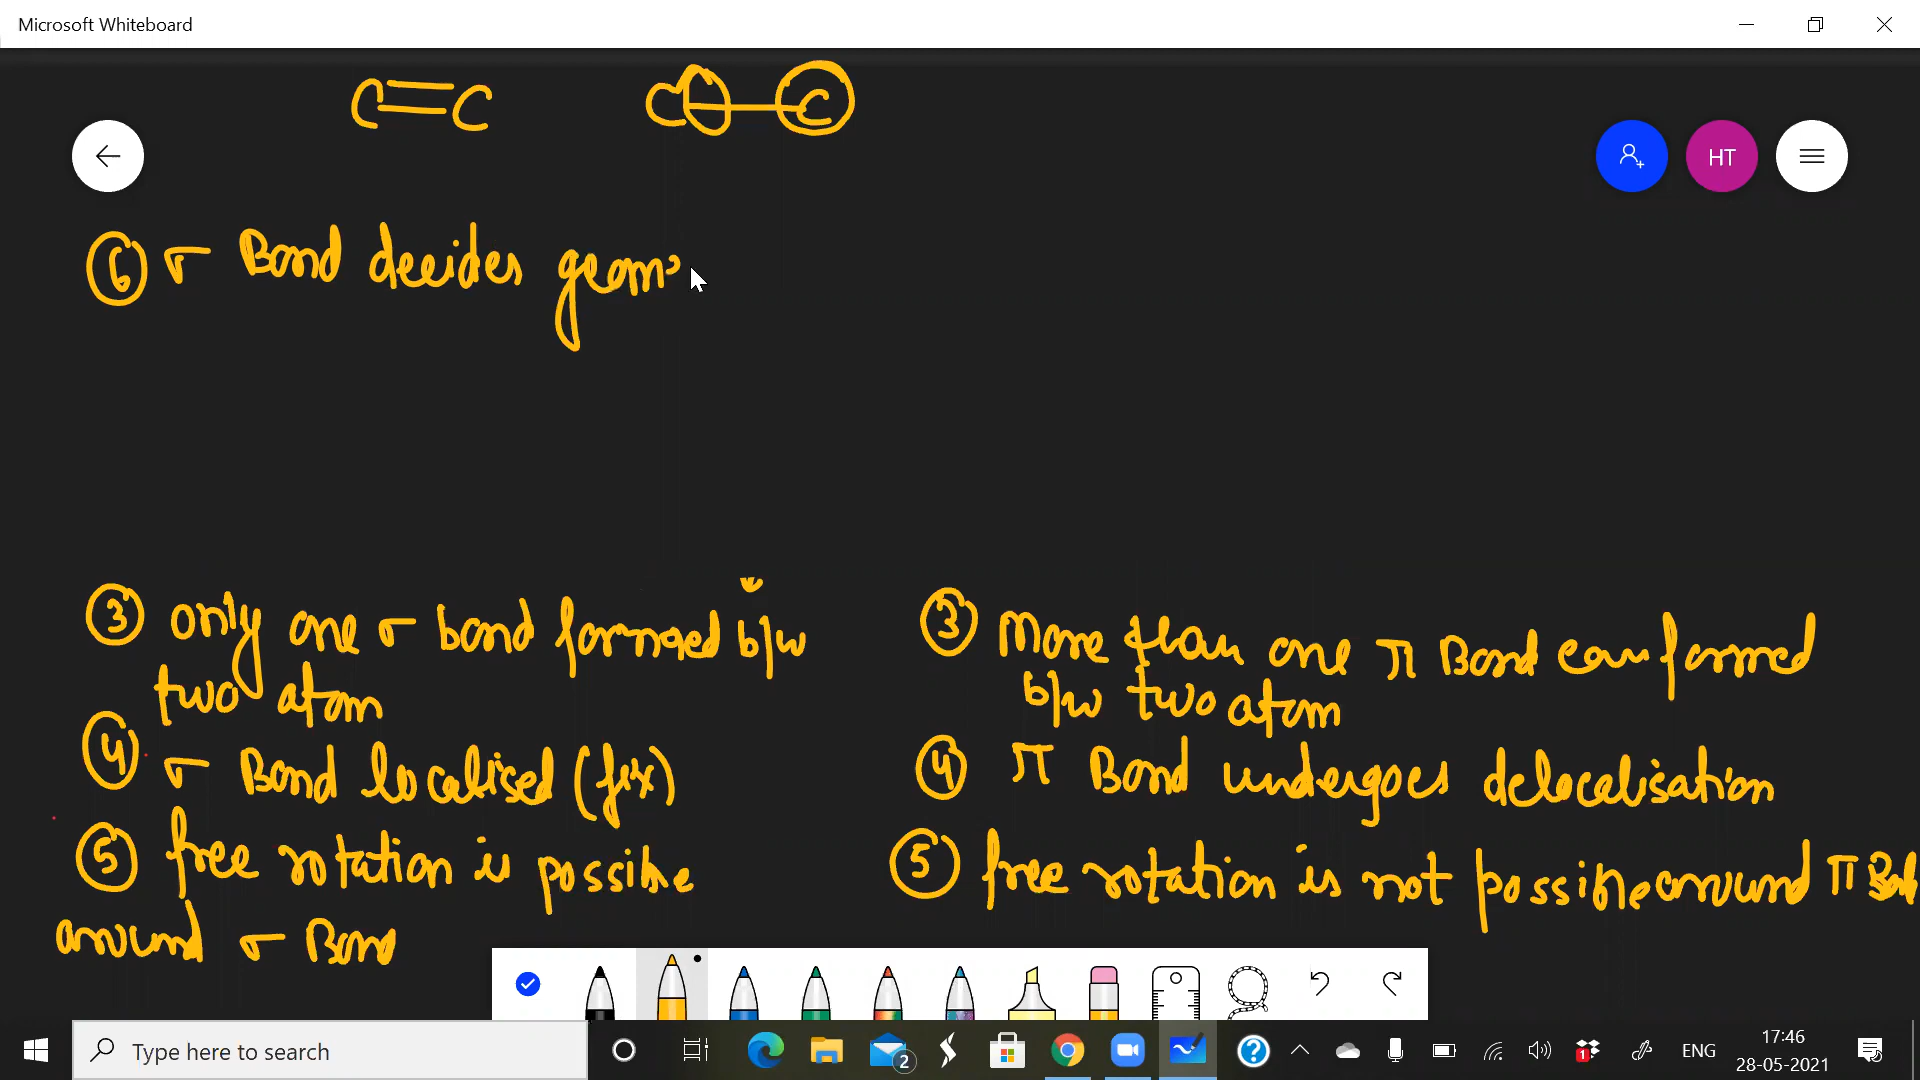 Microsoft Whiteboard
C=C C-C
HT
⑥ σ Bond decides geom
③ only one σ bond formed b/w
two atom
④ σ Bond localised (fix)
⑤ free rotation is possible
around σ Bond
③ More than one π Bond can formed
b/w two atom
④ π Bond undergoes delocalisation
⑤ free rotation is not possible around π Bond
Type here to search
2
1
ENG
17:46
28-05-2021